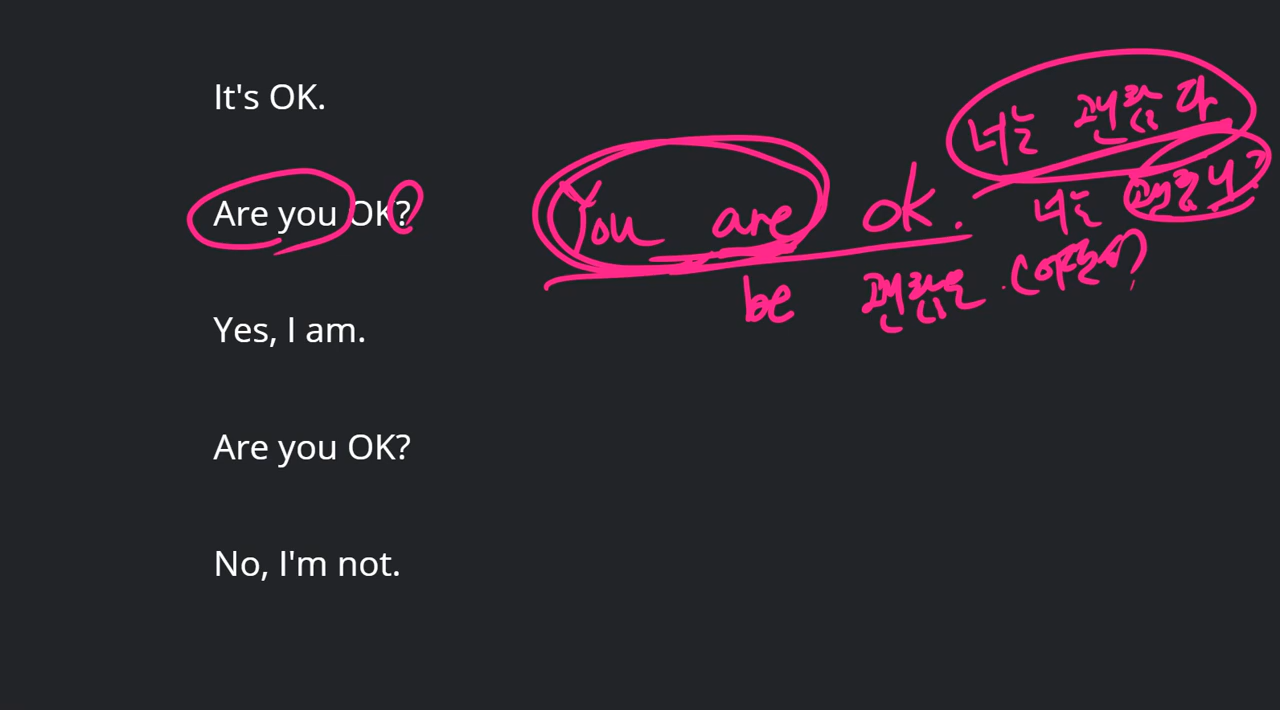 It's OK.
Are you OK?
Yes, I am.
Are you OK?
No, I'm not.
너는 괜찮다
You are ok.
너는 괜찮니?
be 괜찮은